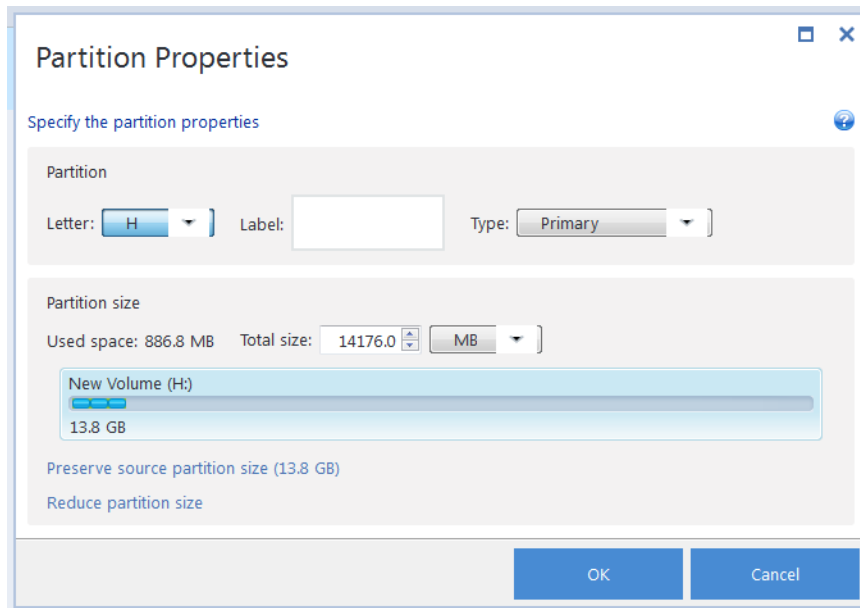 Partition Properties
Specify the partition properties
Partition
Letter: H Label: Type: Primary
Partition size
Used space: 886.8 MB Total size: 14176.0 MB
New Volume (H:)
13.8 GB
Preserve source partition size (13.8 GB)
Reduce partition size
OK Cancel